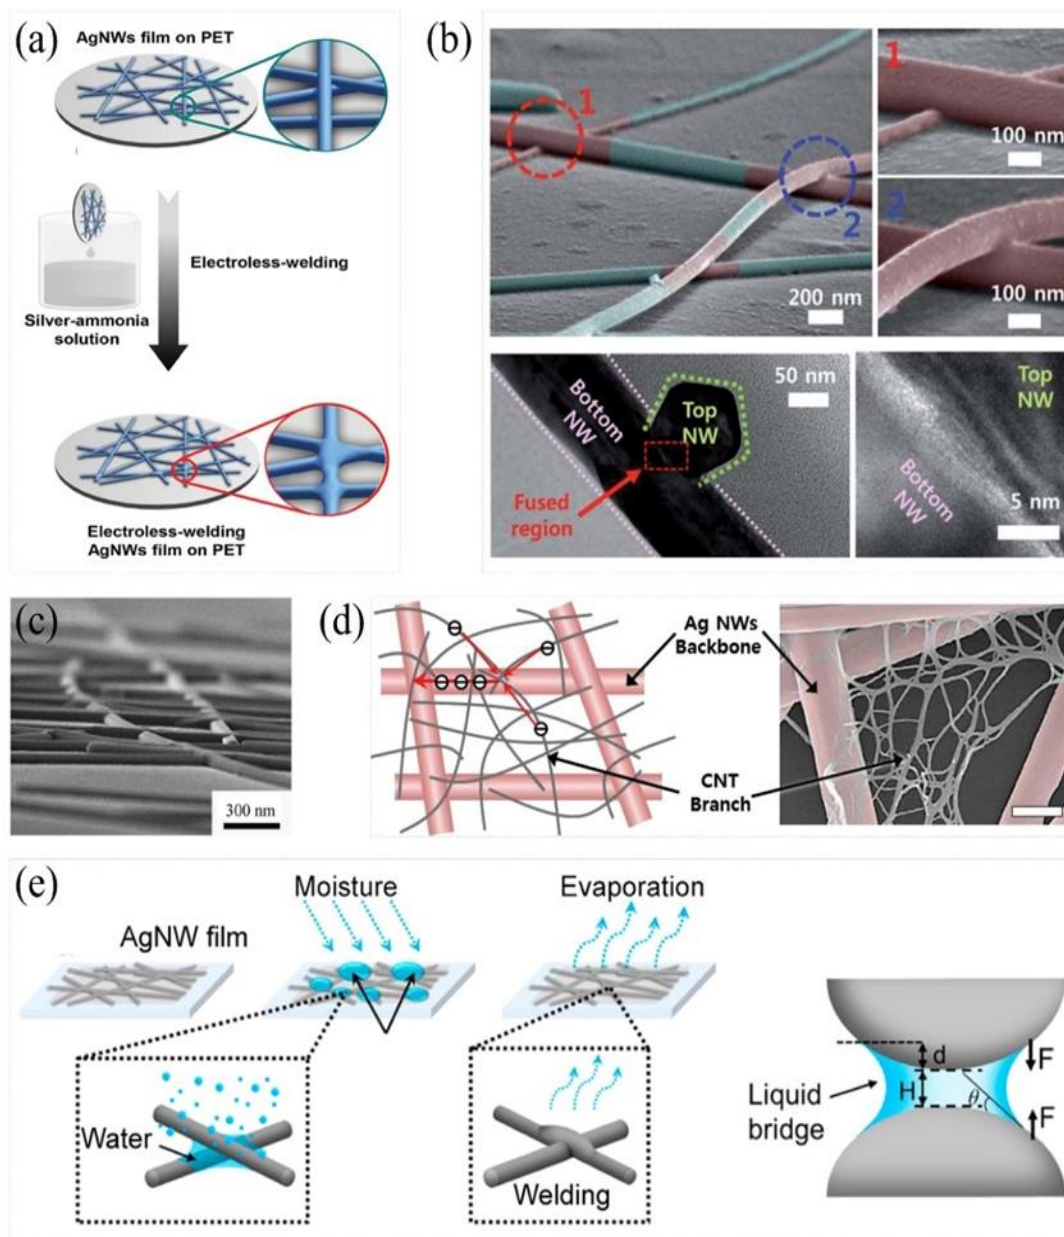 (a)
AgNWs film on PET
Electroless-welding
Silver-ammonia
solution
Electroless-welding
AgNWs film on PET
(b)
1
2
200 nm
1
100 nm
2
100 nm
Bottom
NW
Top
NW
50 nm
Fused
region
Top
NW
Bottom
NW
5 nm
(c)
300 nm
(d)
Ag NWs
Backbone
CNT
Branch
(e)
Moisture
Evaporation
AgNW film
Water
Welding
Liquid
bridge
d
H
θ
F
F